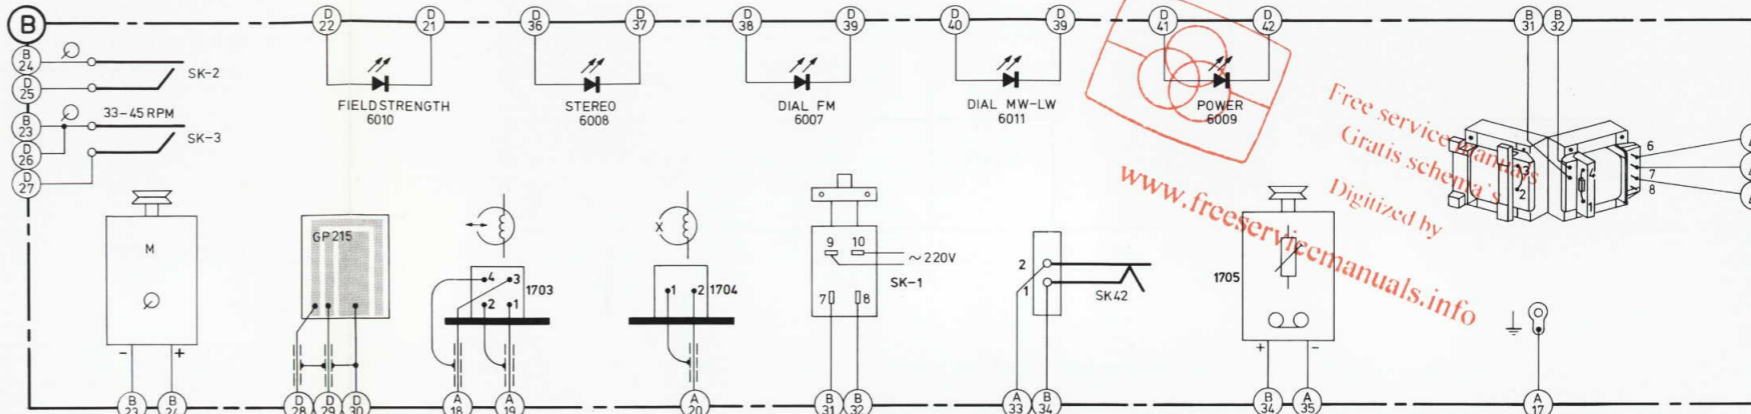 B
D 22
D 21
D 36
D 37
D 38
D 39
D 40
D 39
D 41
D 42
B 31
B 32
B 24
D 25
SK-2
B 23
33-45 RPM
D 26
SK-3
D 27
FIELDSTRENGTH
6010
STEREO
6008
DIAL FM
6007
DIAL MW-LW
6011
POWER
6009
Free service manuals
Gratis schema's
Digitized by
www.freeservicemanuals.info
3
2
4
1
6
7
8
M
- +
GP215
4 3
2 1
1703
X
1 2
1704
9 10
~220V
SK-1
7 8
2
1
SK42
1705
+ -
B 23
B 24
D 28
D 29
D 30
A 18
A 19
A 20
B 31
B 32
A 33
B 34
B 34
A 35
A 17